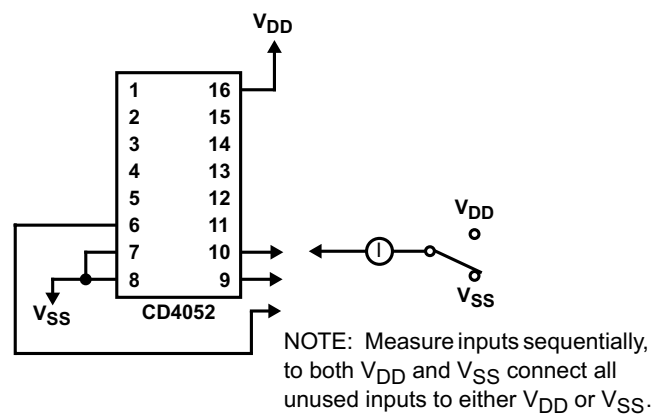 VDD
1 16
2 15
3 14
4 13
5 12
6 11
7 10
8 9
VSS
CD4052
I
VDD
VSS
NOTE: Measure inputs sequentially,
to both VDD and VSS connect all
unused inputs to either VDD or VSS.